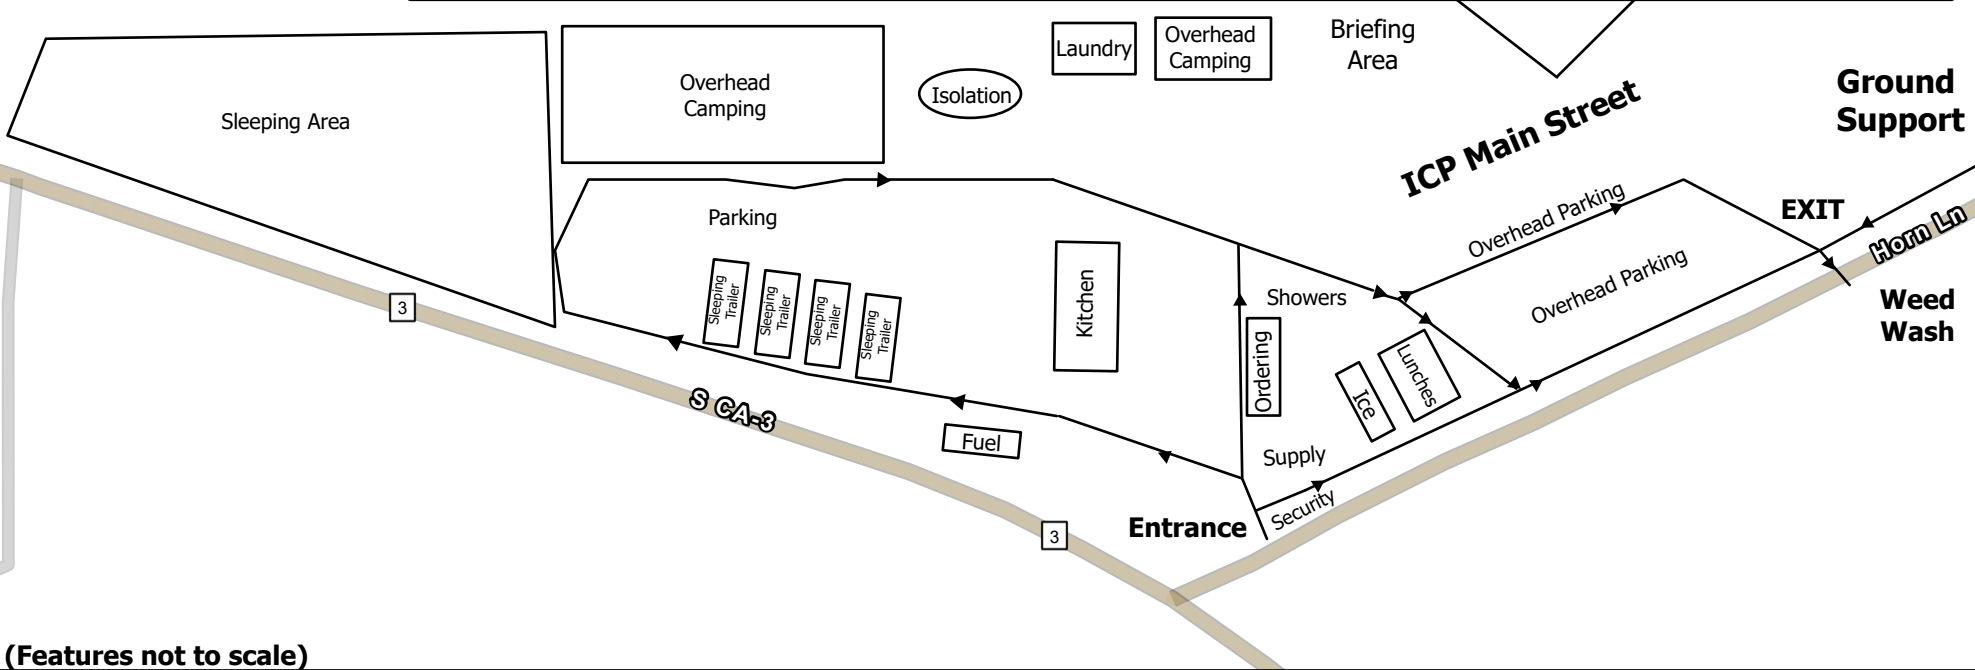 Laundry
Overhead
Camping
Briefing
Area
Overhead
Camping
Isolation
Sleeping Area
Ground
Support
ICP Main Street
Parking
Overhead Parking
EXIT
Horn Ln
Sleeping
Trailer
Sleeping
Trailer
Sleeping
Trailer
Sleeping
Trailer
Kitchen
Showers
Overhead Parking
Weed
Wash
3
Ordering
Lunches
Ice
S CA-3
Fuel
Supply
Security
Entrance
3
(Features not to scale)